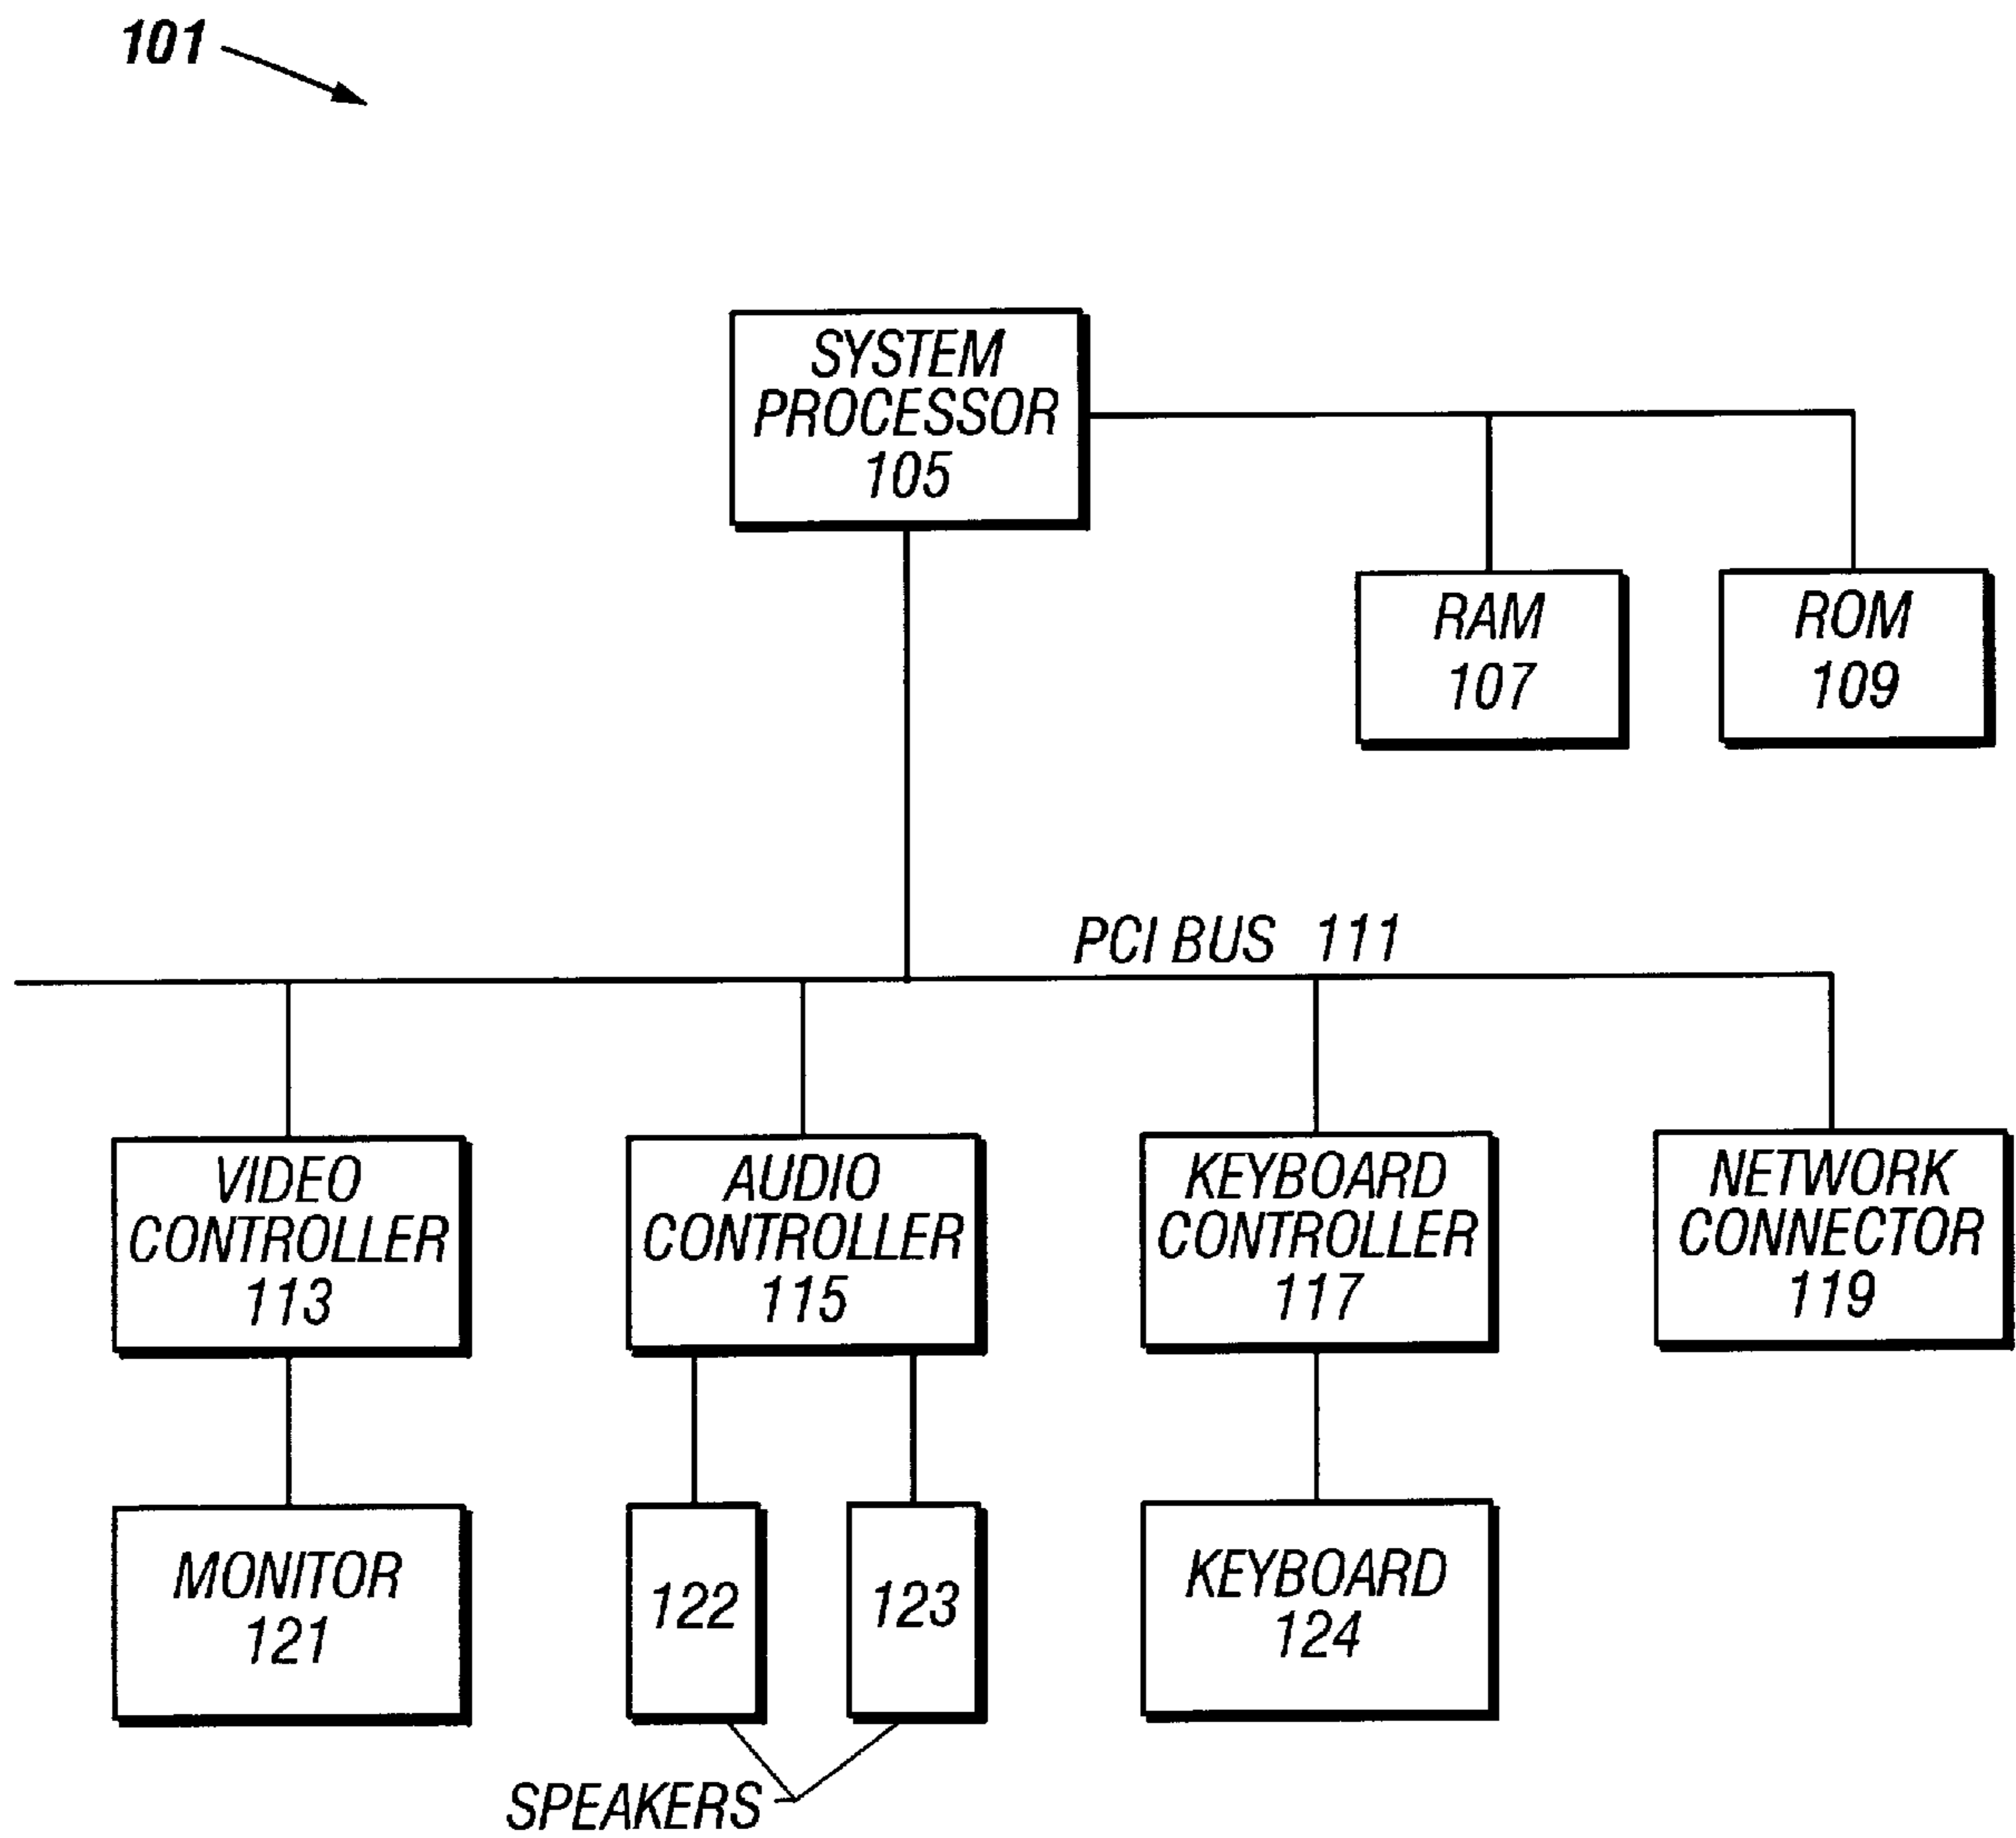 101
SYSTEM
PROCESSOR
105
RAM
107
ROM
109
PCI BUS 111
VIDEO
CONTROLLER
113
AUDIO
CONTROLLER
115
KEYBOARD
CONTROLLER
117
NETWORK
CONNECTOR
119
MONITOR
121
122
123
KEYBOARD
124
SPEAKERS